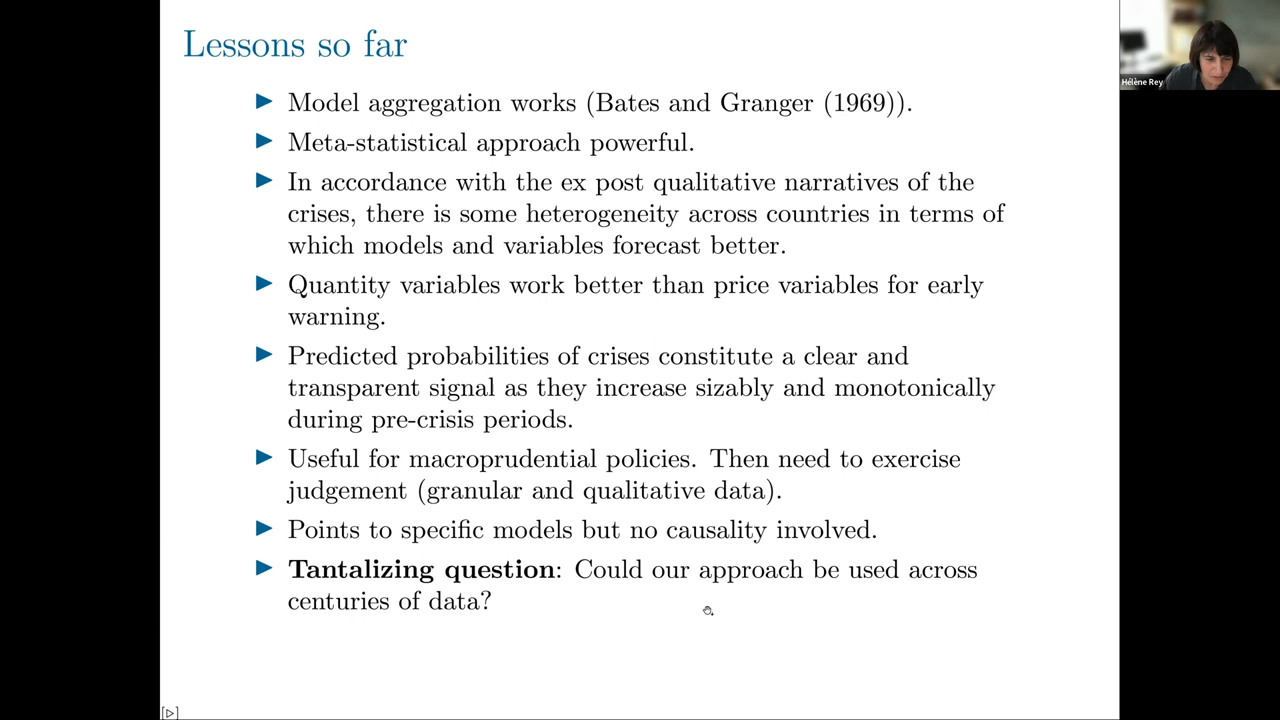 Lessons so far
Hélène Rey
▶ Model aggregation works (Bates and Granger (1969)).
▶ Meta-statistical approach powerful.
▶ In accordance with the ex post qualitative narratives of the
crises, there is some heterogeneity across countries in terms of
which models and variables forecast better.
▶ Quantity variables work better than price variables for early
warning.
▶ Predicted probabilities of crises constitute a clear and
transparent signal as they increase sizably and monotonically
during pre-crisis periods.
▶ Useful for macroprudential policies. Then need to exercise
judgement (granular and qualitative data).
▶ Points to specific models but no causality involved.
▶ Tantalizing question: Could our approach be used across
centuries of data?